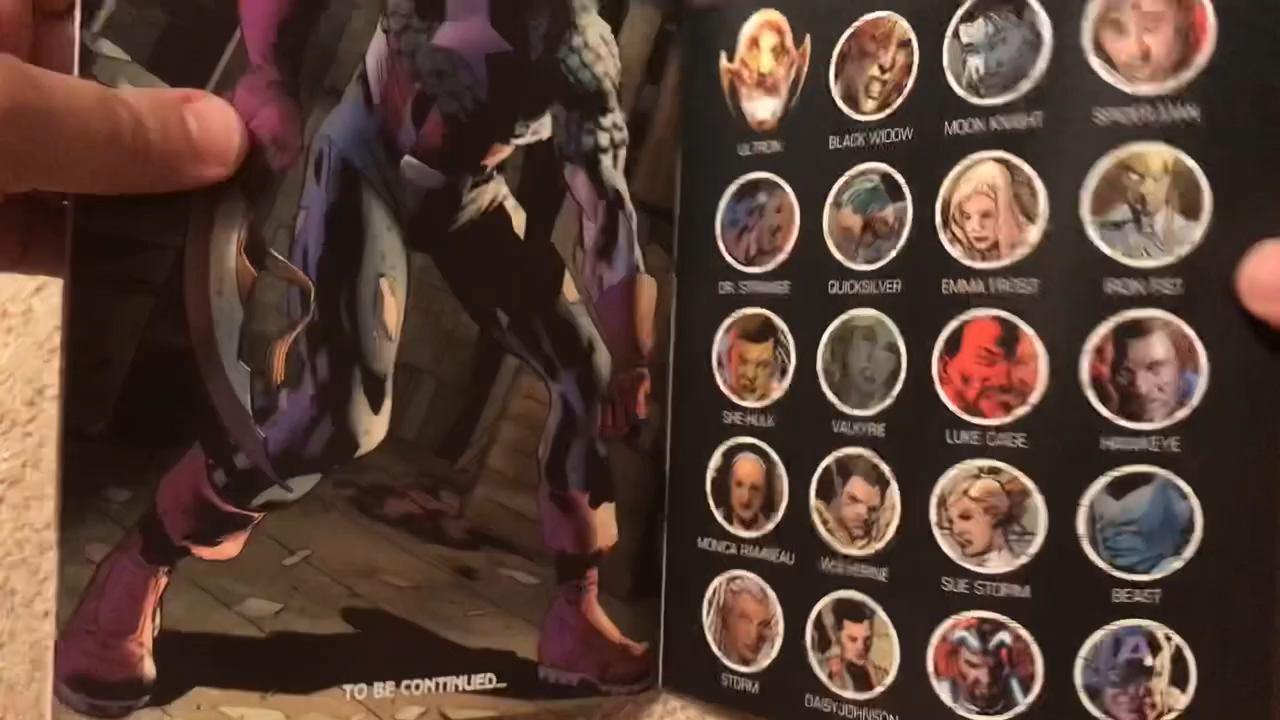 TO BE CONTINUED...
ULTRON
BLACK WIDOW
MOON KNIGHT
SPIDER-MAN
DR. STRANGE
QUICKSILVER
EMMA FROST
IRON FIST
SHE-HULK
VALKYRIE
LUKE CAGE
HAWKEYE
MONICA RAMBEAU
WOLVERINE
SUE STORM
BEAST
STORM
DAISY JOHNSON
A